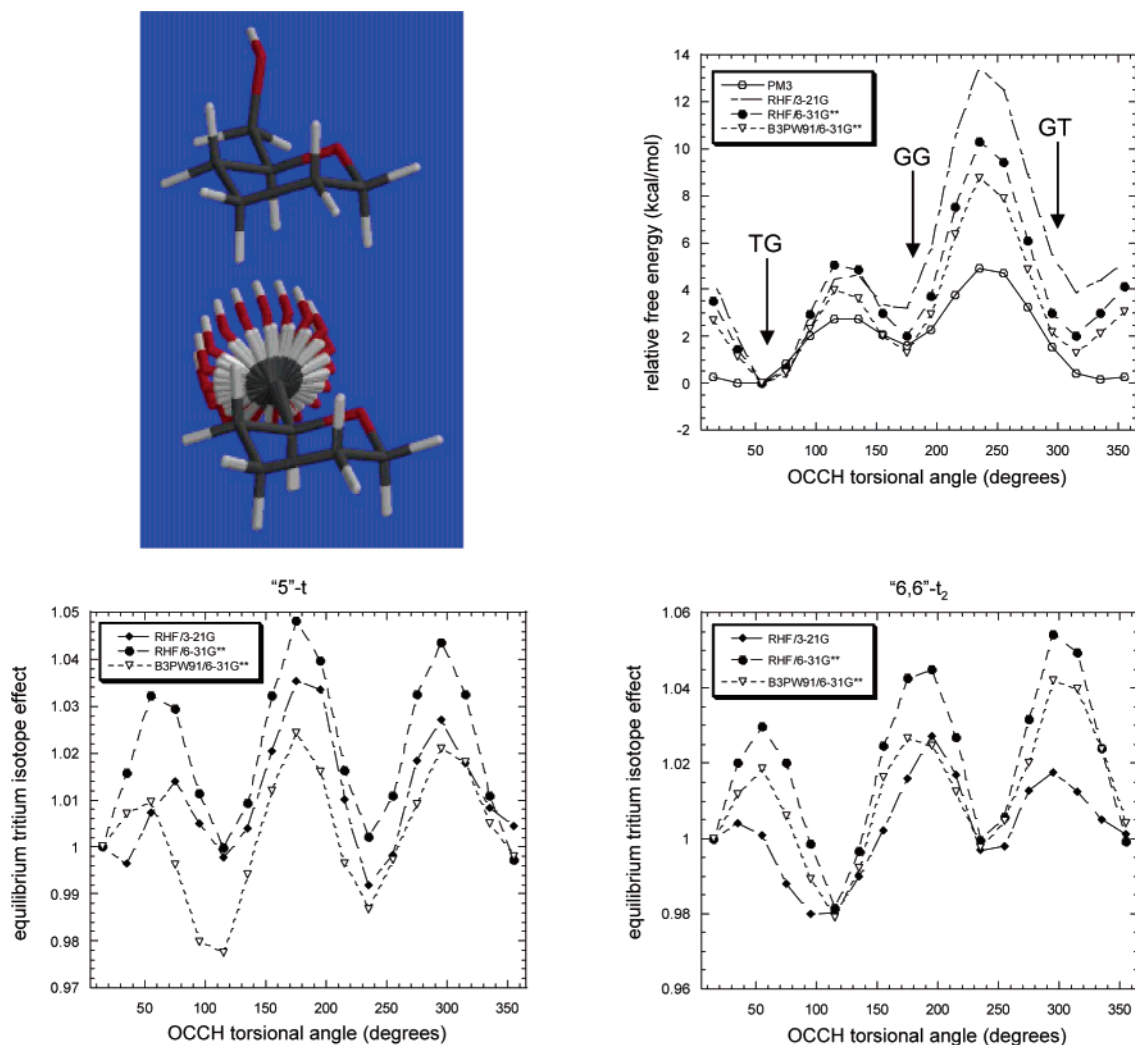 14
12
10
8
6
4
2
0
-2
relative free energy (kcal/mol)
PM3
RHF/3-21G
RHF/6-31G**
B3PW91/6-31G**
TG
GG
GT
50 100 150 200 250 300 350
OCCH torsional angle (degrees)
"5"-t
1.05
1.04
1.03
1.02
1.01
1
0.99
0.98
0.97
equilibrium tritium isotope effect
RHF/3-21G
RHF/6-31G**
B3PW91/6-31G**
50 100 150 200 250 300 350
OCCH torsional angle (degrees)
"6,6"-t₂
1.06
1.04
1.02
1
0.98
0.96
equilibrium tritium isotope effect
RHF/3-21G
RHF/6-31G**
B3PW91/6-31G**
50 100 150 200 250 300 350
OCCH torsional angle (degrees)